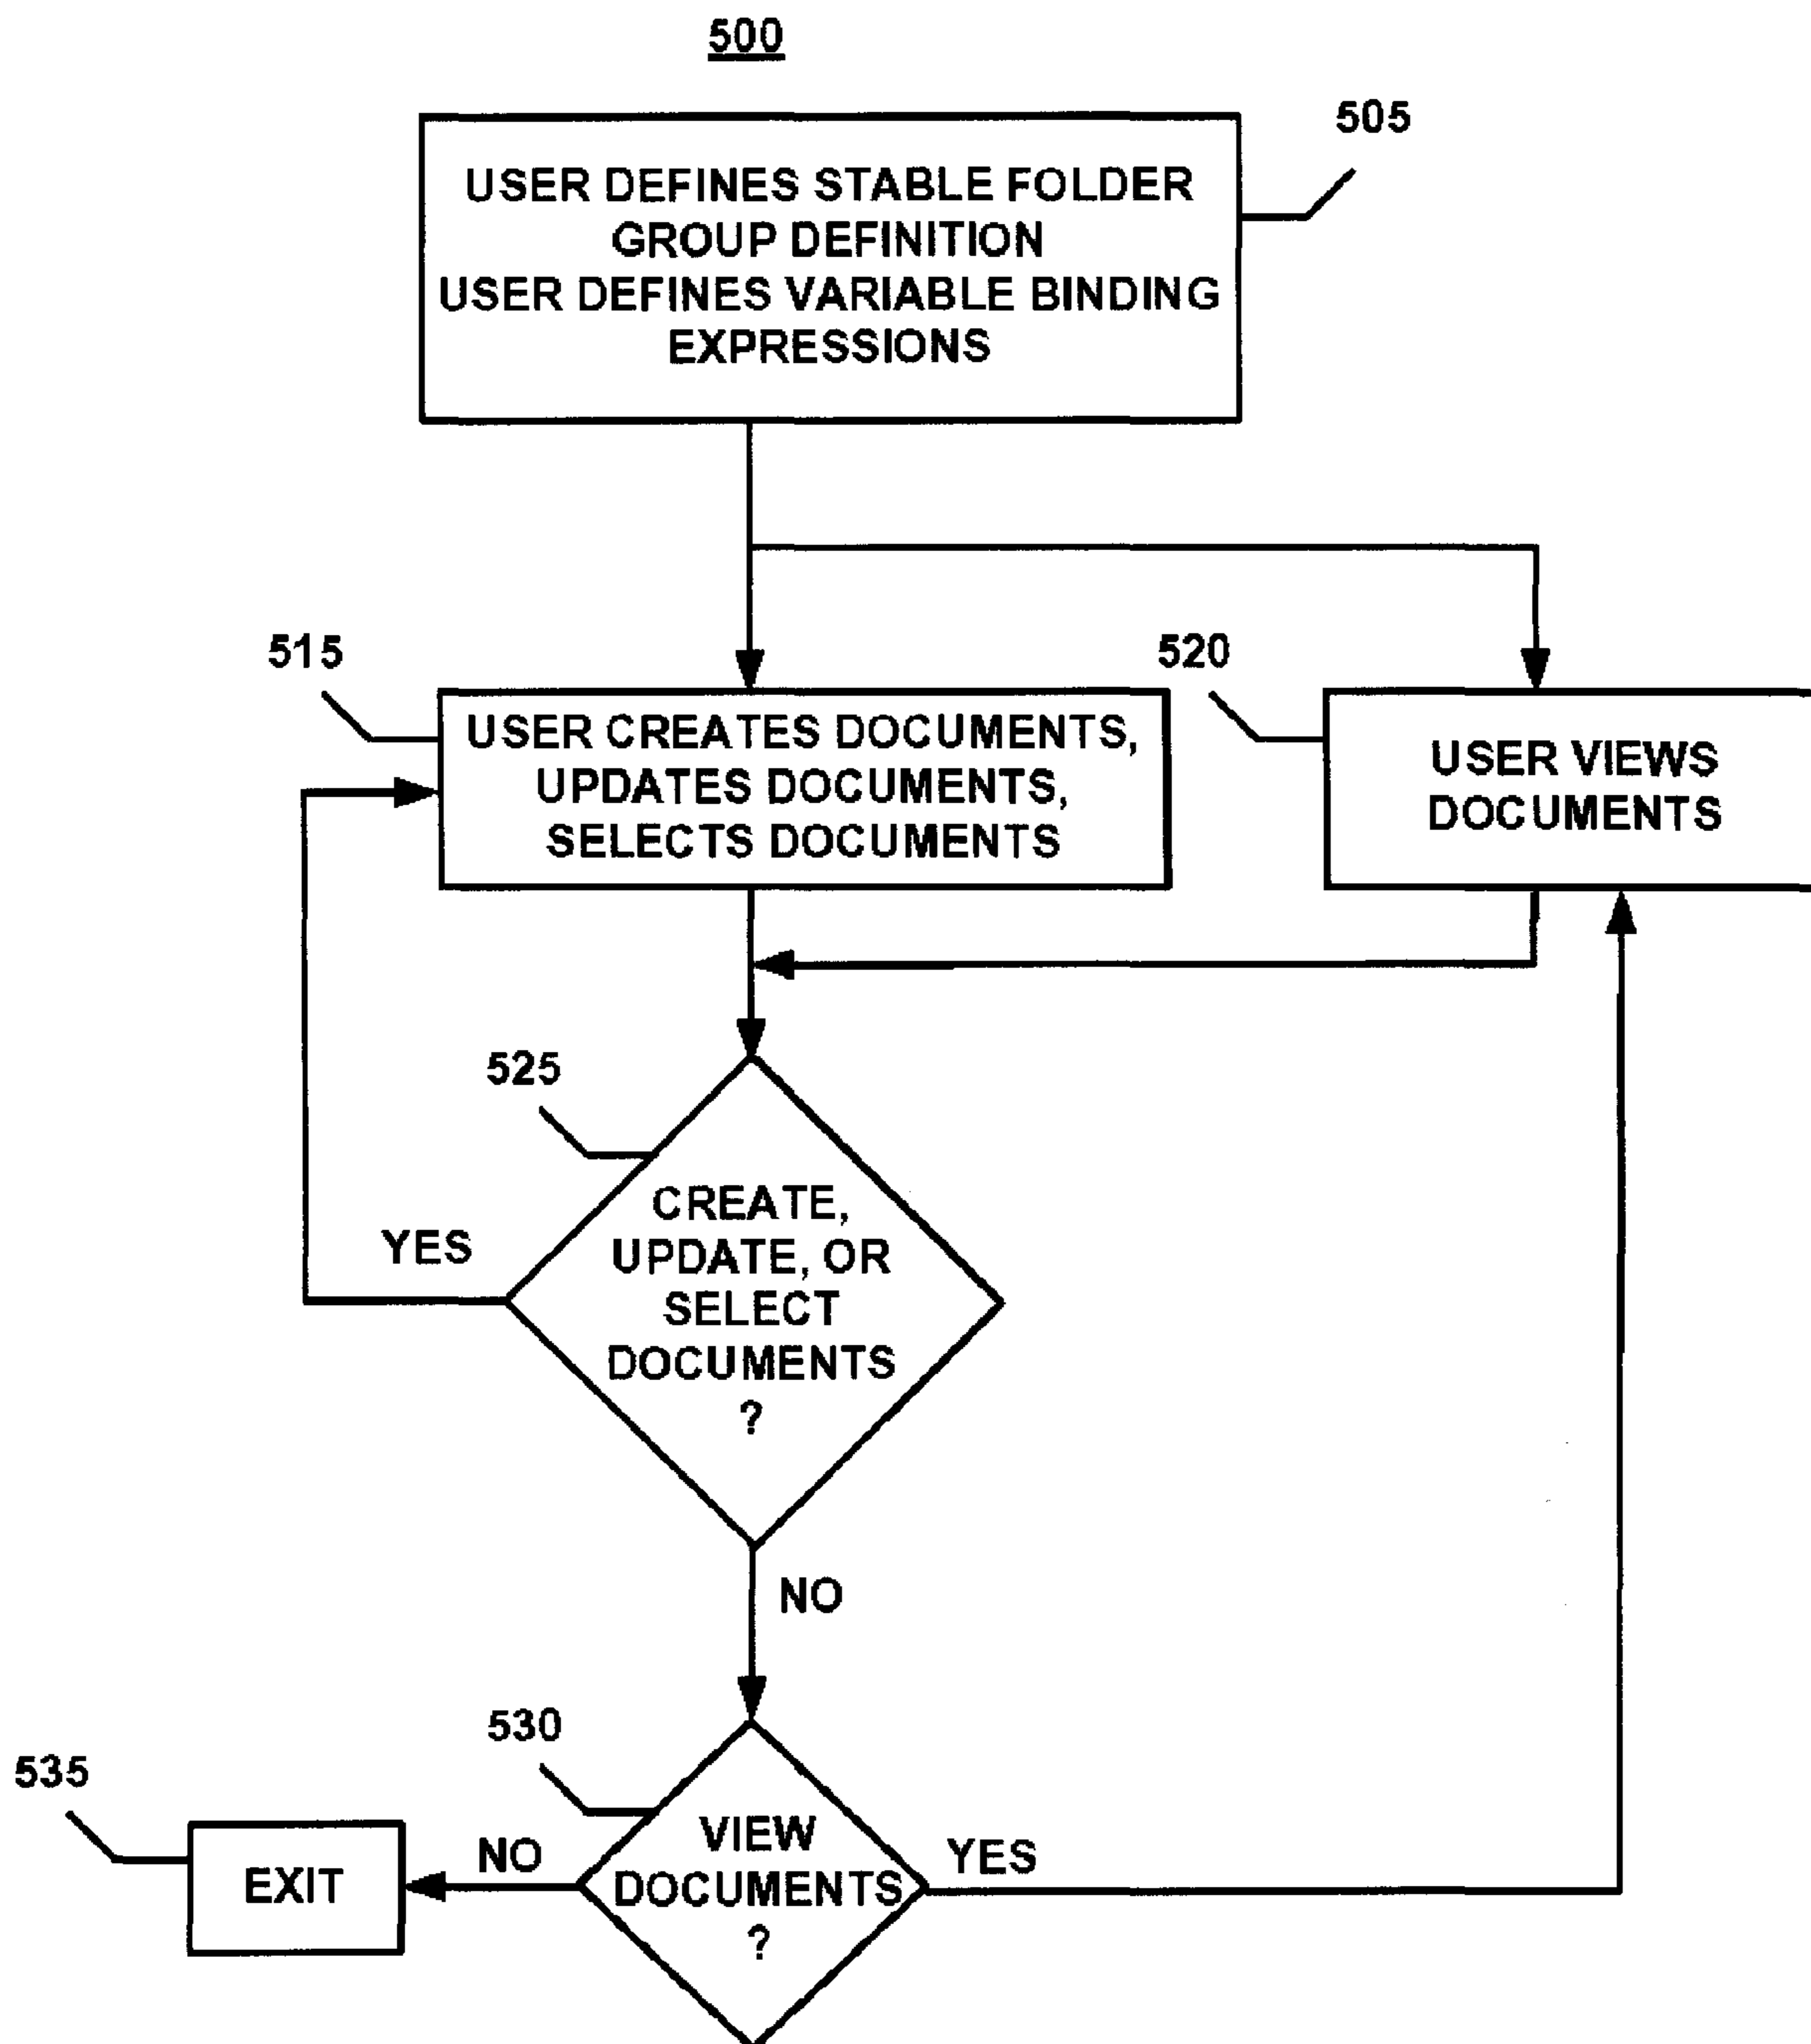 500
505
USER DEFINES STABLE FOLDER
GROUP DEFINITION
USER DEFINES VARIABLE BINDING
EXPRESSIONS
515
USER CREATES DOCUMENTS,
UPDATES DOCUMENTS,
SELECTS DOCUMENTS
520
USER VIEWS
DOCUMENTS
525
CREATE,
UPDATE, OR
SELECT
DOCUMENTS
?
YES
NO
530
VIEW
DOCUMENTS
?
YES
NO
535
EXIT